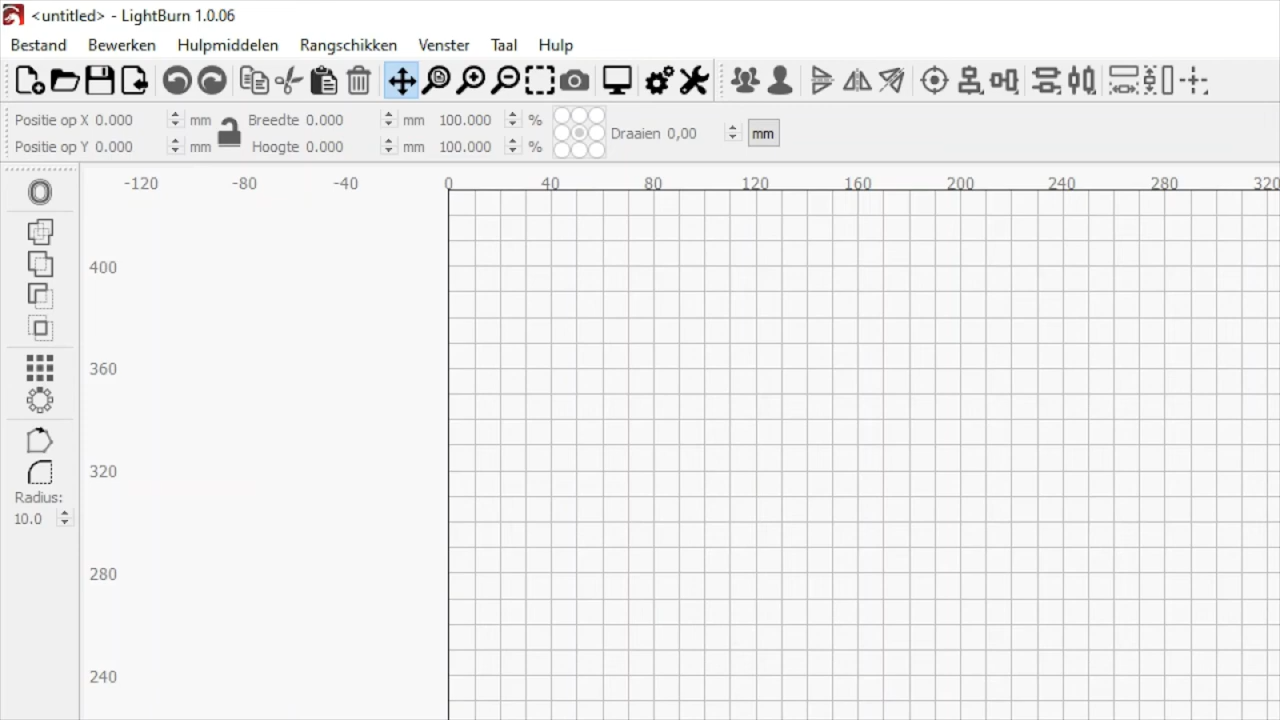 <untitled> - LightBurn 1.0.06
Bestand Bewerken Hulpmiddelen Rangschikken Venster Taal Hulp
Positie op X 0.000 mm Breedte 0.000 mm 100.000 %
Positie op Y 0.000 mm Hoogte 0.000 mm 100.000 %
Draaien 0,00 mm
-120 -80 -40 0 40 80 120 160 200 240 280 320
400
360
320
280
240
Radius:
10.0